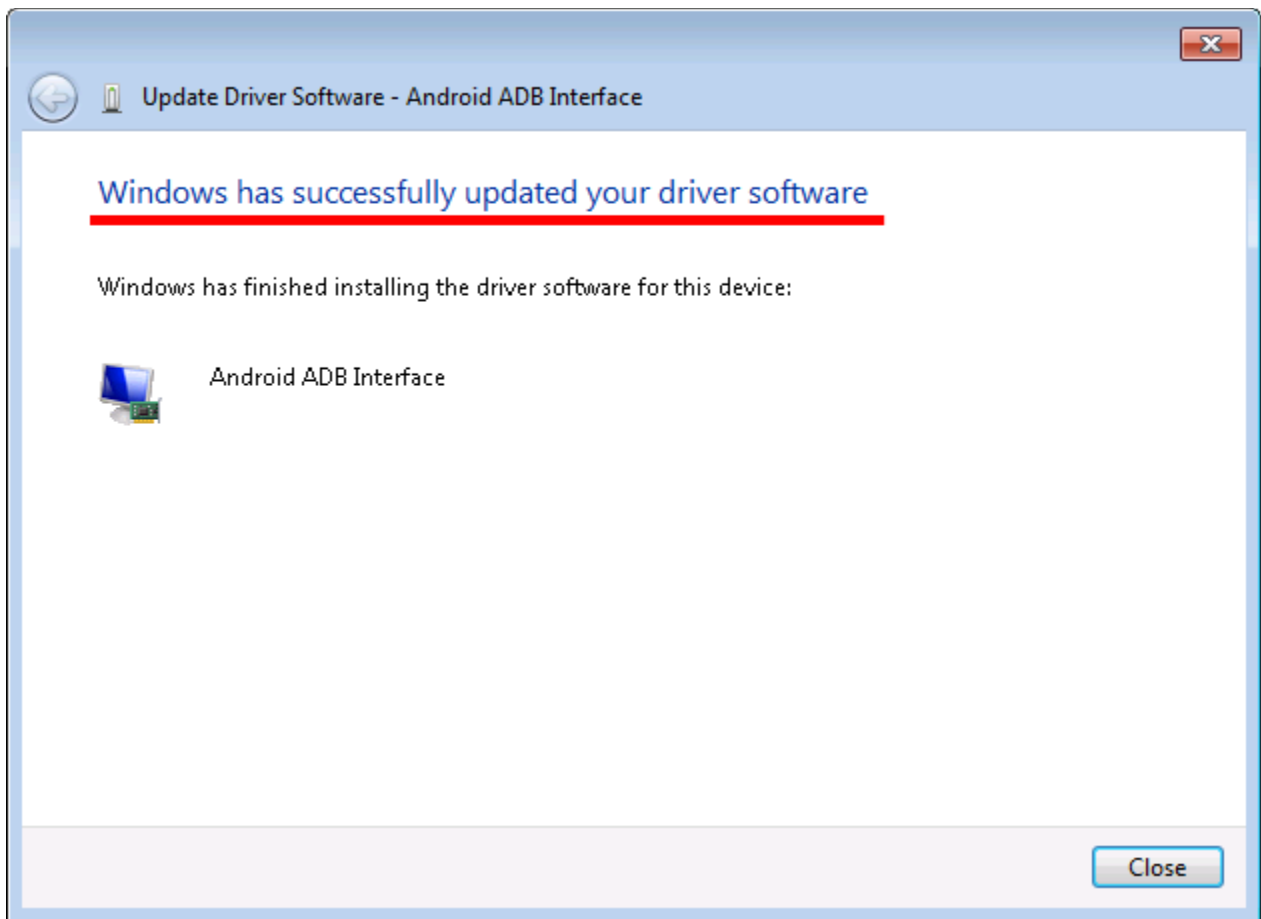 Update Driver Software - Android ADB Interface
Windows has successfully updated your driver software
Windows has finished installing the driver software for this device:
Android ADB Interface
Close